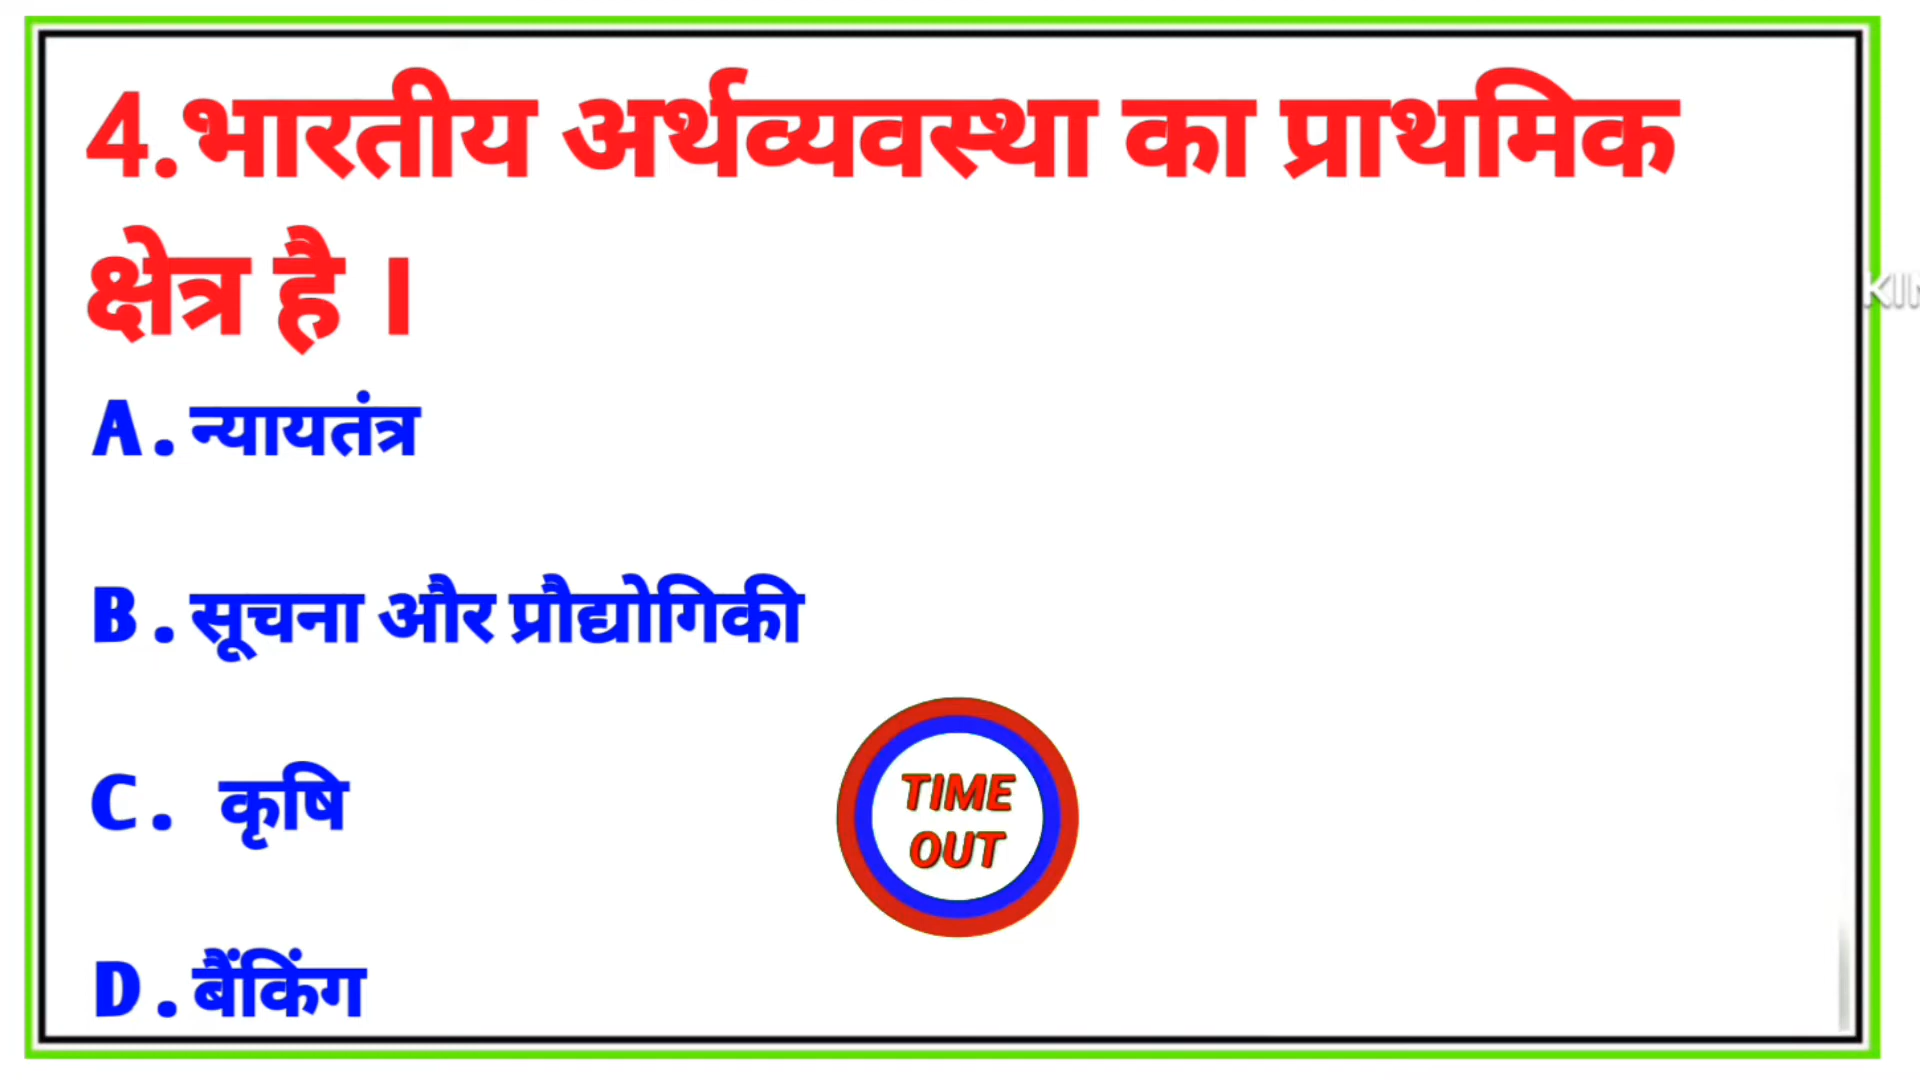 4.भारतीय अर्थव्यवस्था का प्राथमिक
क्षेत्र है ।
A.न्यायतंत्र
B.सूचना और प्रौद्योगिकी
C. कृषि
TIME
OUT
D.बैंकिंग